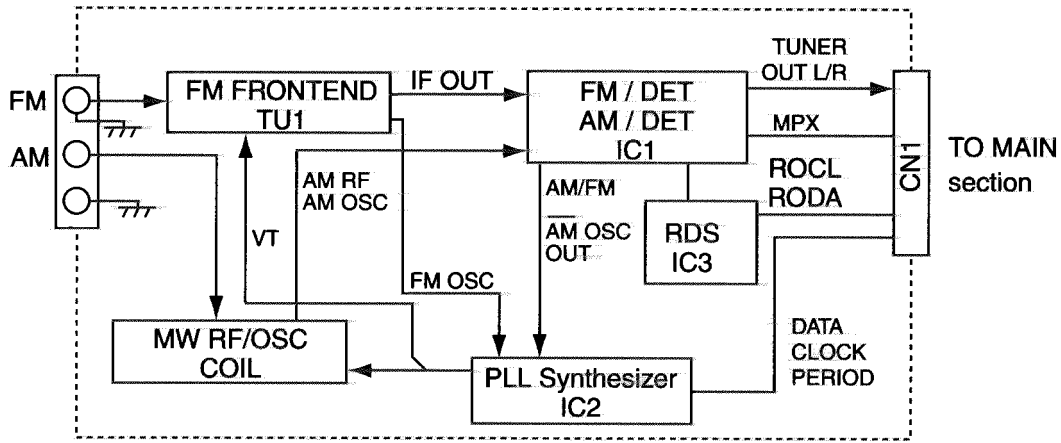 FM
AM
FM FRONTEND
TU1
IF OUT
FM / DET
AM / DET
IC1
TUNER
OUT L/R
MPX
CN1
TO MAIN
section
ROCL
RODA
AM RF
AM OSC
AM/FM
AM OSC
OUT
RDS
IC3
VT
FM OSC
MW RF/OSC
COIL
PLL Synthesizer
IC2
DATA
CLOCK
PERIOD